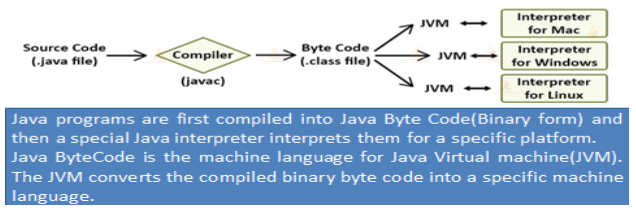 Source Code
(.java file)
Compiler
(javac)
Byte Code
(.class file)
JVM
Interpreter
for Mac
JVM
Interpreter
for Windows
JVM
Interpreter
for Linux
Java programs are first compiled into Java Byte Code(Binary form) and
then a special Java interpreter interprets them for a specific platform.
Java ByteCode is the machine language for Java Virtual machine(JVM).
The JVM converts the compiled binary byte code into a specific machine
language.